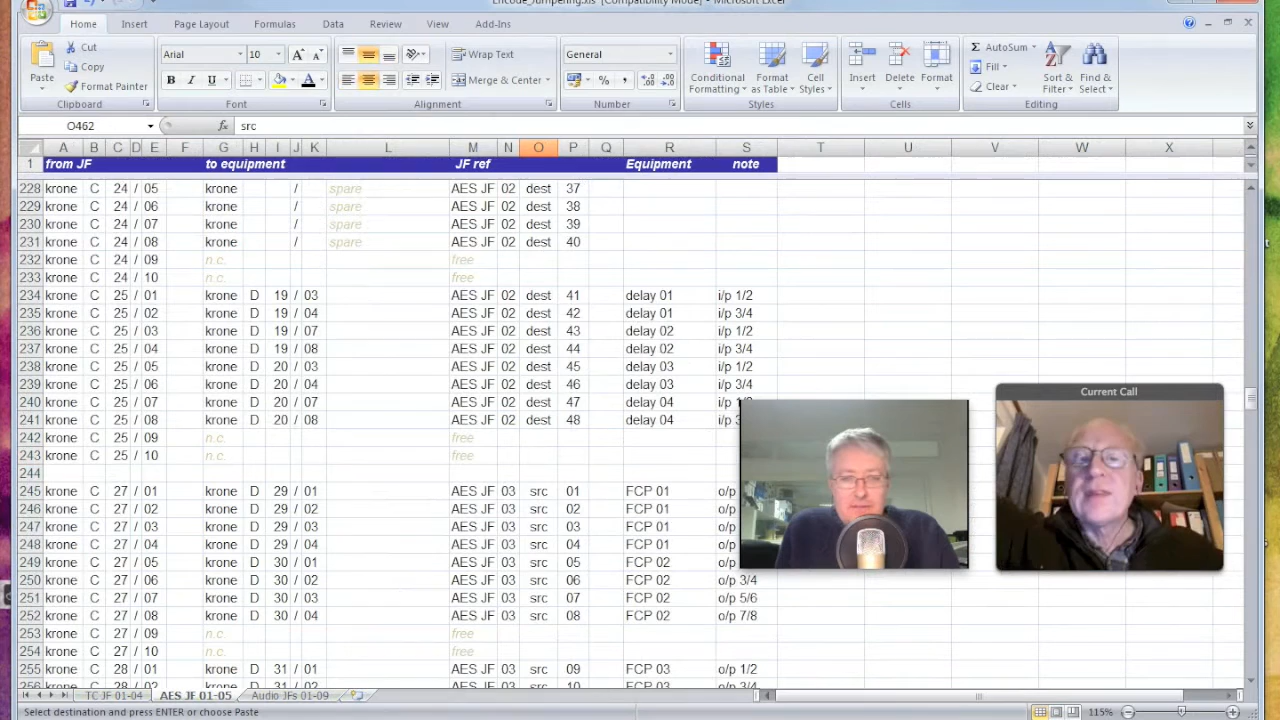 Encode_Jumpering.xls [Compatibility Mode] - Microsoft Excel
Home Insert Page Layout Formulas Data Review View Add-Ins
Paste Cut Copy Format Painter Clipboard
Arial 10 A A B I U A Font
Wrap Text Merge & Center Alignment
General % , Number
Conditional Formatting Format as Table Cell Styles Styles
Insert Delete Format Cells
Σ AutoSum Fill Clear Sort & Filter Find & Select Editing
O462 fx src
A B C D E F G H I J K L M N O P Q R S T U V W X
1 from JF to equipment JF ref Equipment note
228 krone C 24 / 05 krone / spare AES JF 02 dest 37
229 krone C 24 / 06 krone / spare AES JF 02 dest 38
230 krone C 24 / 07 krone / spare AES JF 02 dest 39
231 krone C 24 / 08 krone / spare AES JF 02 dest 40
232 krone C 24 / 09 n.c. free
233 krone C 24 / 10 n.c. free
234 krone C 25 / 01 krone D 19 / 03 AES JF 02 dest 41 delay 01 i/p 1/2
235 krone C 25 / 02 krone D 19 / 04 AES JF 02 dest 42 delay 01 i/p 3/4
236 krone C 25 / 03 krone D 19 / 07 AES JF 02 dest 43 delay 02 i/p 1/2
237 krone C 25 / 04 krone D 19 / 08 AES JF 02 dest 44 delay 02 i/p 3/4
238 krone C 25 / 05 krone D 20 / 03 AES JF 02 dest 45 delay 03 i/p 1/2
239 krone C 25 / 06 krone D 20 / 04 AES JF 02 dest 46 delay 03 i/p 3/4
240 krone C 25 / 07 krone D 20 / 07 AES JF 02 dest 47 delay 04 i/p 1/2
241 krone C 25 / 08 krone D 20 / 08 AES JF 02 dest 48 delay 04 i/p 3
242 krone C 25 / 09 n.c. free
243 krone C 25 / 10 n.c. free
244
245 krone C 27 / 01 krone D 29 / 01 AES JF 03 src 01 FCP 01 o/p
246 krone C 27 / 02 krone D 29 / 02 AES JF 03 src 02 FCP 01 o/p
247 krone C 27 / 03 krone D 29 / 03 AES JF 03 src 03 FCP 01 o/p
248 krone C 27 / 04 krone D 29 / 04 AES JF 03 src 04 FCP 01 o/p
249 krone C 27 / 05 krone D 30 / 01 AES JF 03 src 05 FCP 02 o/p
250 krone C 27 / 06 krone D 30 / 02 AES JF 03 src 06 FCP 02 o/p 3/4
251 krone C 27 / 07 krone D 30 / 03 AES JF 03 src 07 FCP 02 o/p 5/6
252 krone C 27 / 08 krone D 30 / 04 AES JF 03 src 08 FCP 02 o/p 7/8
253 krone C 27 / 09 n.c. free
254 krone C 27 / 10 n.c. free
255 krone C 28 / 01 krone D 31 / 01 AES JF 03 src 09 FCP 03 o/p 1/2
256 krone C 28 / 02 krone D 31 / 02 AES JF 03 src 10 FCP 03 o/p 3/4
Current Call
TC JF 01-04 AES JF 01-05 Audio JFs 01-09
Select destination and press ENTER or choose Paste 115%